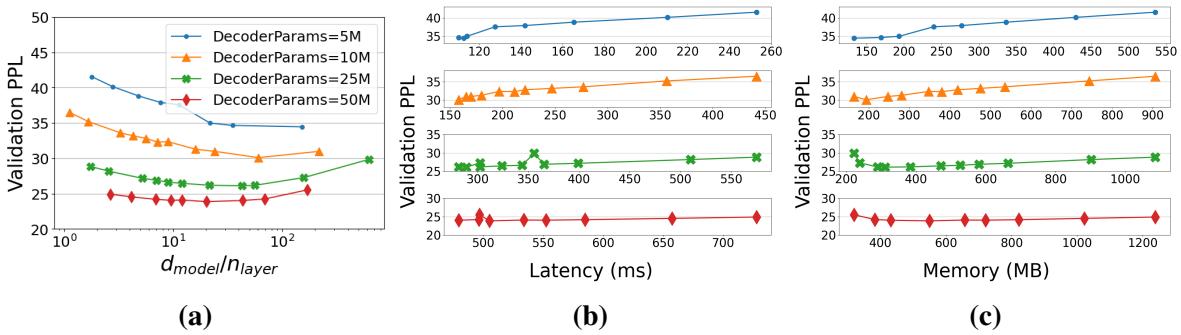 Validation PPL
50
45
40
35
30
25
20
DecoderParams=5M
DecoderParams=10M
DecoderParams=25M
DecoderParams=50M
10^0
10^1
10^2
d_model/n_layer
(a)
Validation PPL
40
35
120 140 160 180 200 220 240 260
35
30
150 200 250 300 350 400 450
35
30
25
300 350 400 450 500 550
30
25
20
500 550 600 650 700
Latency (ms)
(b)
Validation PPL
40
35
150 200 250 300 350 400 450 500 550
35
30
200 300 400 500 600 700 800 900
35
30
25
200 400 600 800 1000
30
25
20
400 600 800 1000 1200
Memory (MB)
(c)